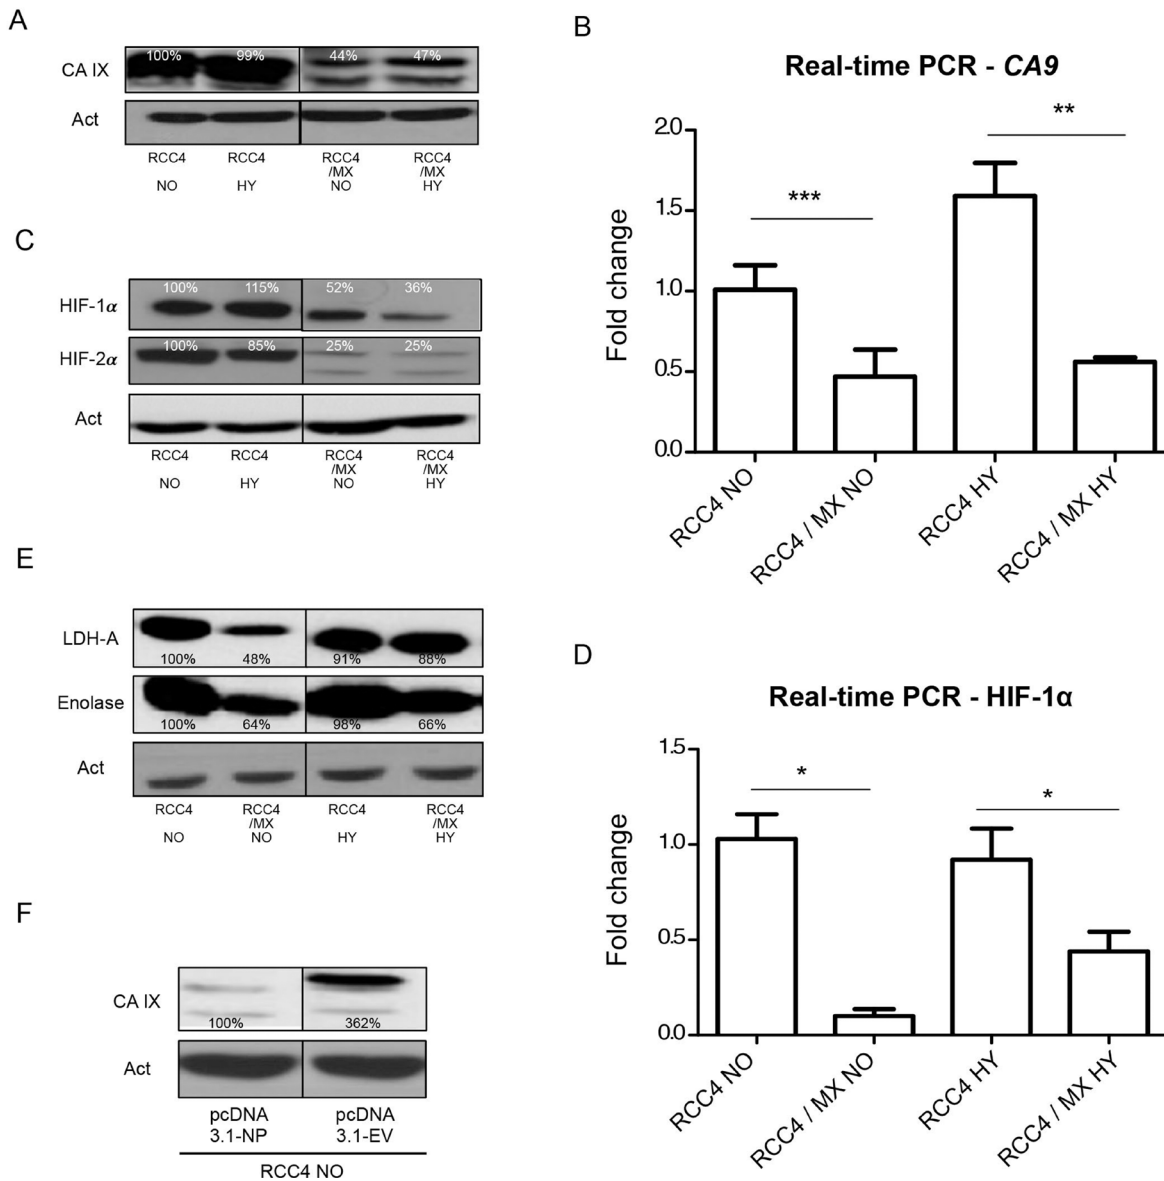 A
CA IX
100% 99% 44% 47%
Act
RCC4 RCC4 RCC4 RCC4
/MX /MX
NO HY NO HY
B
Real-time PCR - CA9
Fold change
2.0
1.5
1.0
0.5
0.0
***
**
RCC4 NO
RCC4 / MX NO
RCC4 HY
RCC4 / MX HY
C
HIF-1α
100% 115% 52% 36%
HIF-2α
100% 85% 25% 25%
Act
RCC4 RCC4 RCC4 RCC4
/MX /MX
NO HY NO HY
D
Real-time PCR - HIF-1α
Fold change
1.5
1.0
0.5
0.0
*
*
RCC4 NO
RCC4 / MX NO
RCC4 HY
RCC4 / MX HY
E
LDH-A
100% 48% 91% 88%
Enolase
100% 64% 98% 66%
Act
RCC4 RCC4 RCC4 RCC4
/MX /MX
NO NO HY HY
F
CA IX
100% 362%
Act
pcDNA pcDNA
3.1-NP 3.1-EV
RCC4 NO